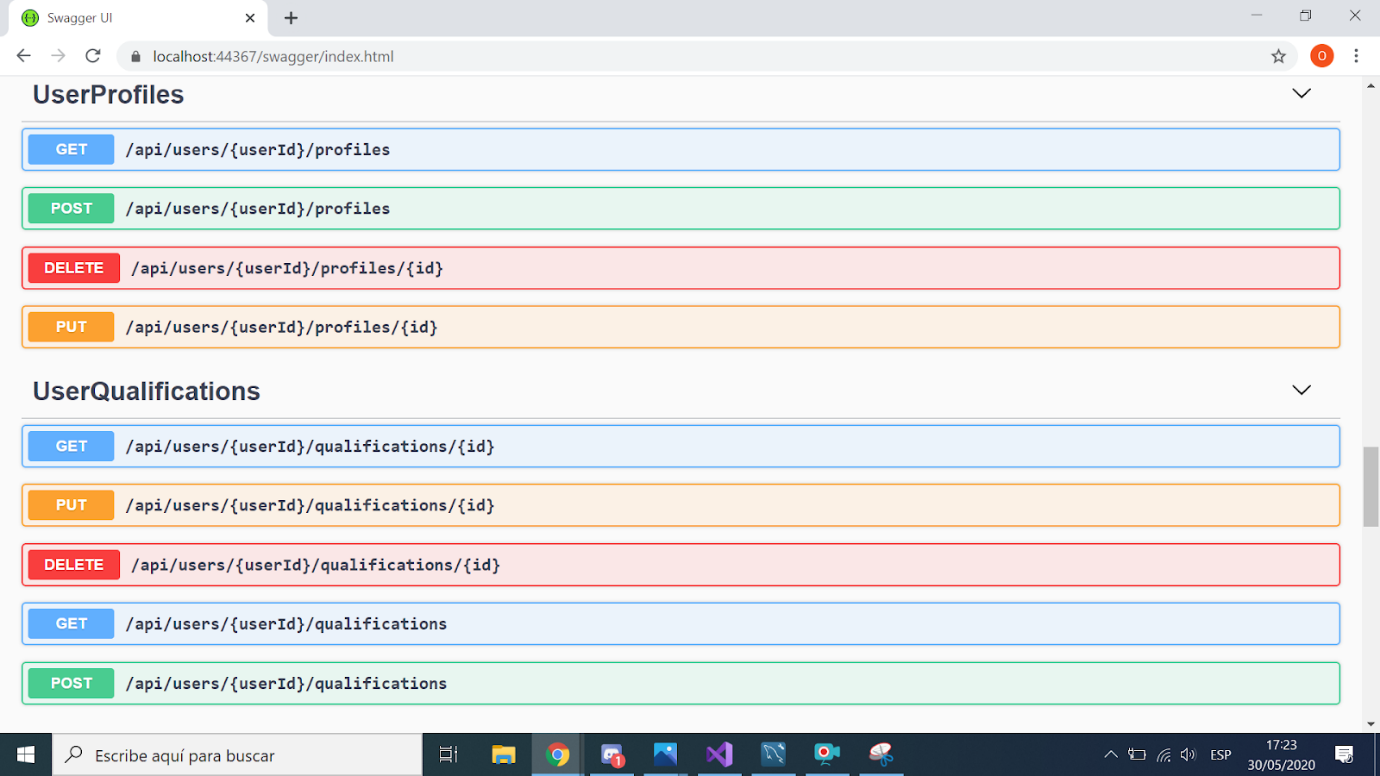 Swagger UI
localhost:44367/swagger/index.html
O
UserProfiles
GET /api/users/{userId}/profiles
POST /api/users/{userId}/profiles
DELETE /api/users/{userId}/profiles/{id}
PUT /api/users/{userId}/profiles/{id}
UserQualifications
GET /api/users/{userId}/qualifications/{id}
PUT /api/users/{userId}/qualifications/{id}
DELETE /api/users/{userId}/qualifications/{id}
GET /api/users/{userId}/qualifications
POST /api/users/{userId}/qualifications
Escribe aquí para buscar
1
ESP
17:23
30/05/2020